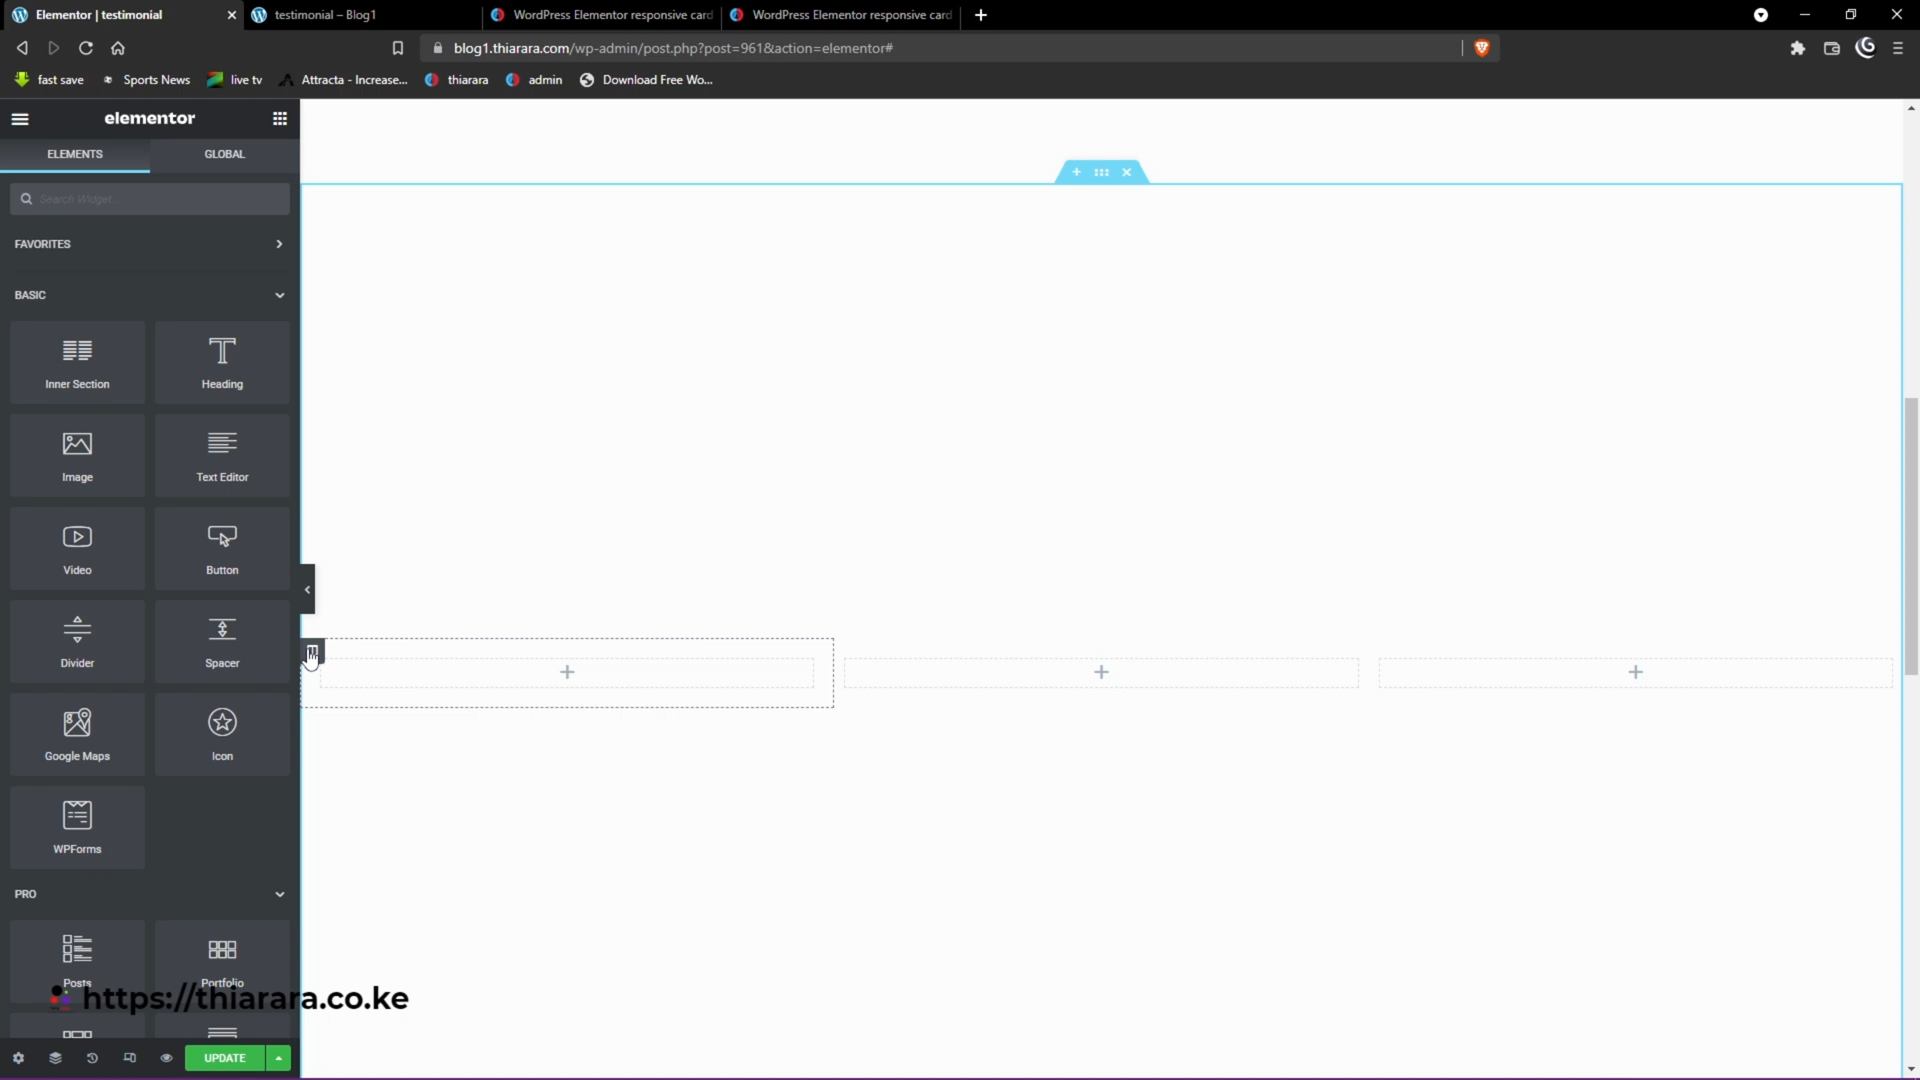 Elementor | testimonial
testimonial – Blog1
WordPress Elementor responsive card
WordPress Elementor responsive card
blog1.thiarara.com/wp-admin/post.php?post=961&action=elementor#
fast save
Sports News
live tv
Attracta - Increase...
thiarara
admin
Download Free Wo...
elementor
ELEMENTS
GLOBAL
Search Widget...
FAVORITES
BASIC
Inner Section
Heading
Image
Text Editor
Video
Button
Divider
Spacer
Google Maps
Icon
WPForms
PRO
Posts
Portfolio
https://thiarara.co.ke
UPDATE